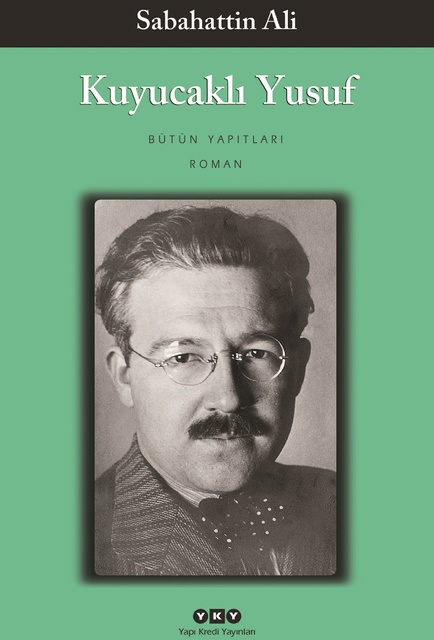 Sabahattin Ali
Kuyucaklı Yusuf
BÜTÜN YAPITLARI
ROMAN
YKY
Yapı Kredi Yayınları